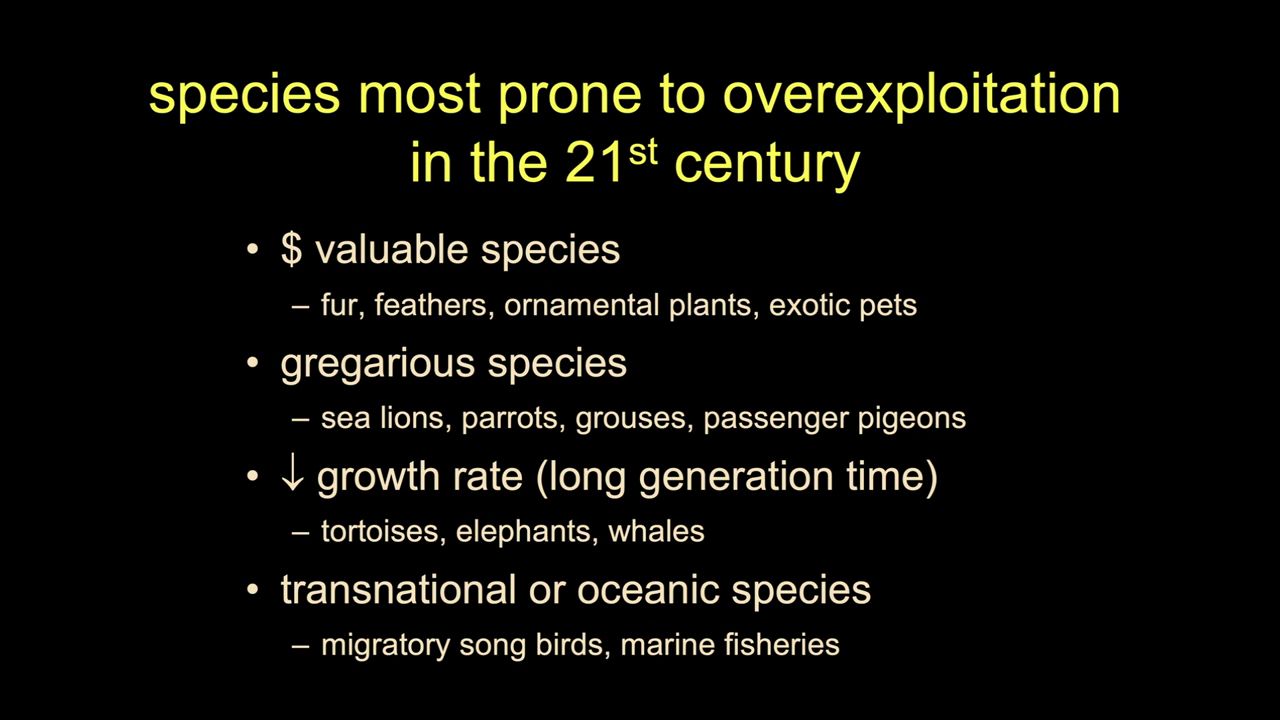 species most prone to overexploitation
in the 21st century
• $ valuable species
– fur, feathers, ornamental plants, exotic pets
• gregarious species
– sea lions, parrots, grouses, passenger pigeons
• ↓ growth rate (long generation time)
– tortoises, elephants, whales
• transnational or oceanic species
– migratory song birds, marine fisheries